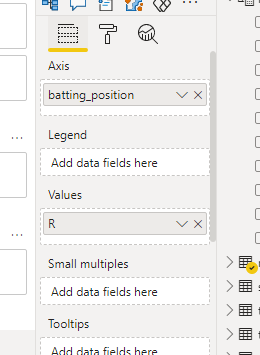 Axis
batting_position
Legend
Add data fields here
Values
R
Small multiples
Add data fields here
Tooltips
Add data fields here